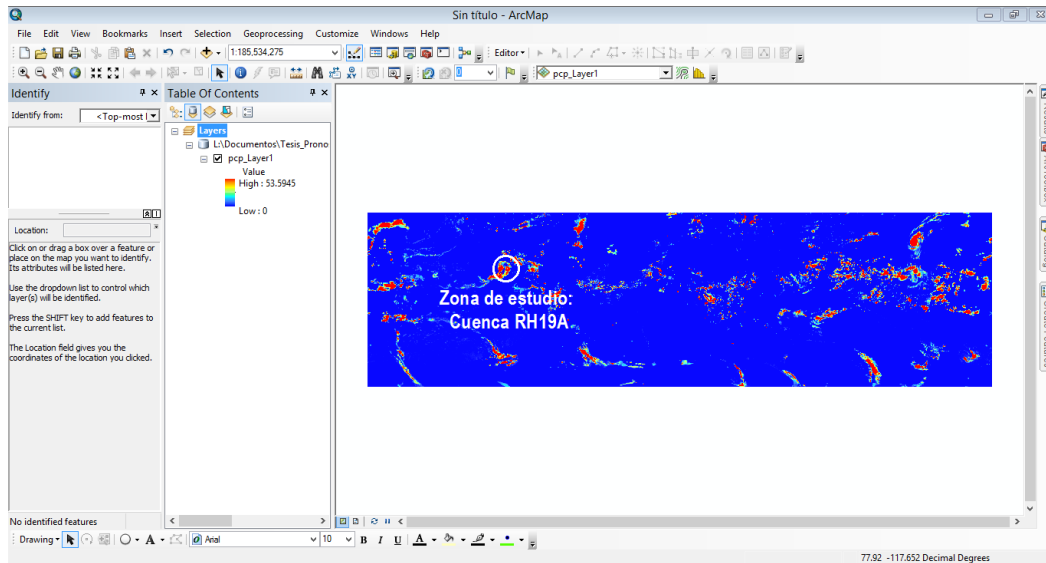 Sin título - ArcMap
File Edit View Bookmarks Insert Selection Geoprocessing Customize Windows Help
1:185,534,275
Editor
pcp_Layer1
Identify
Table Of Contents
Identify from: <Top-most l
Layers
L:\Documentos\Tesis_Prono
pcp_Layer1
Value
High : 53.5945
Low : 0
Location:
Click on or drag a box over a feature or
place on the map you want to identify.
Its attributes will be listed here.
Use the dropdown list to control which
layer(s) will be identified.
Press the SHIFT key to add features to
the current list.
The Location field gives you the
coordinates of the location you clicked.
Zona de estudio:
Cuenca RH19A
No identified features
Drawing A Arial 10 B I U A
77.92 -117.652 Decimal Degrees